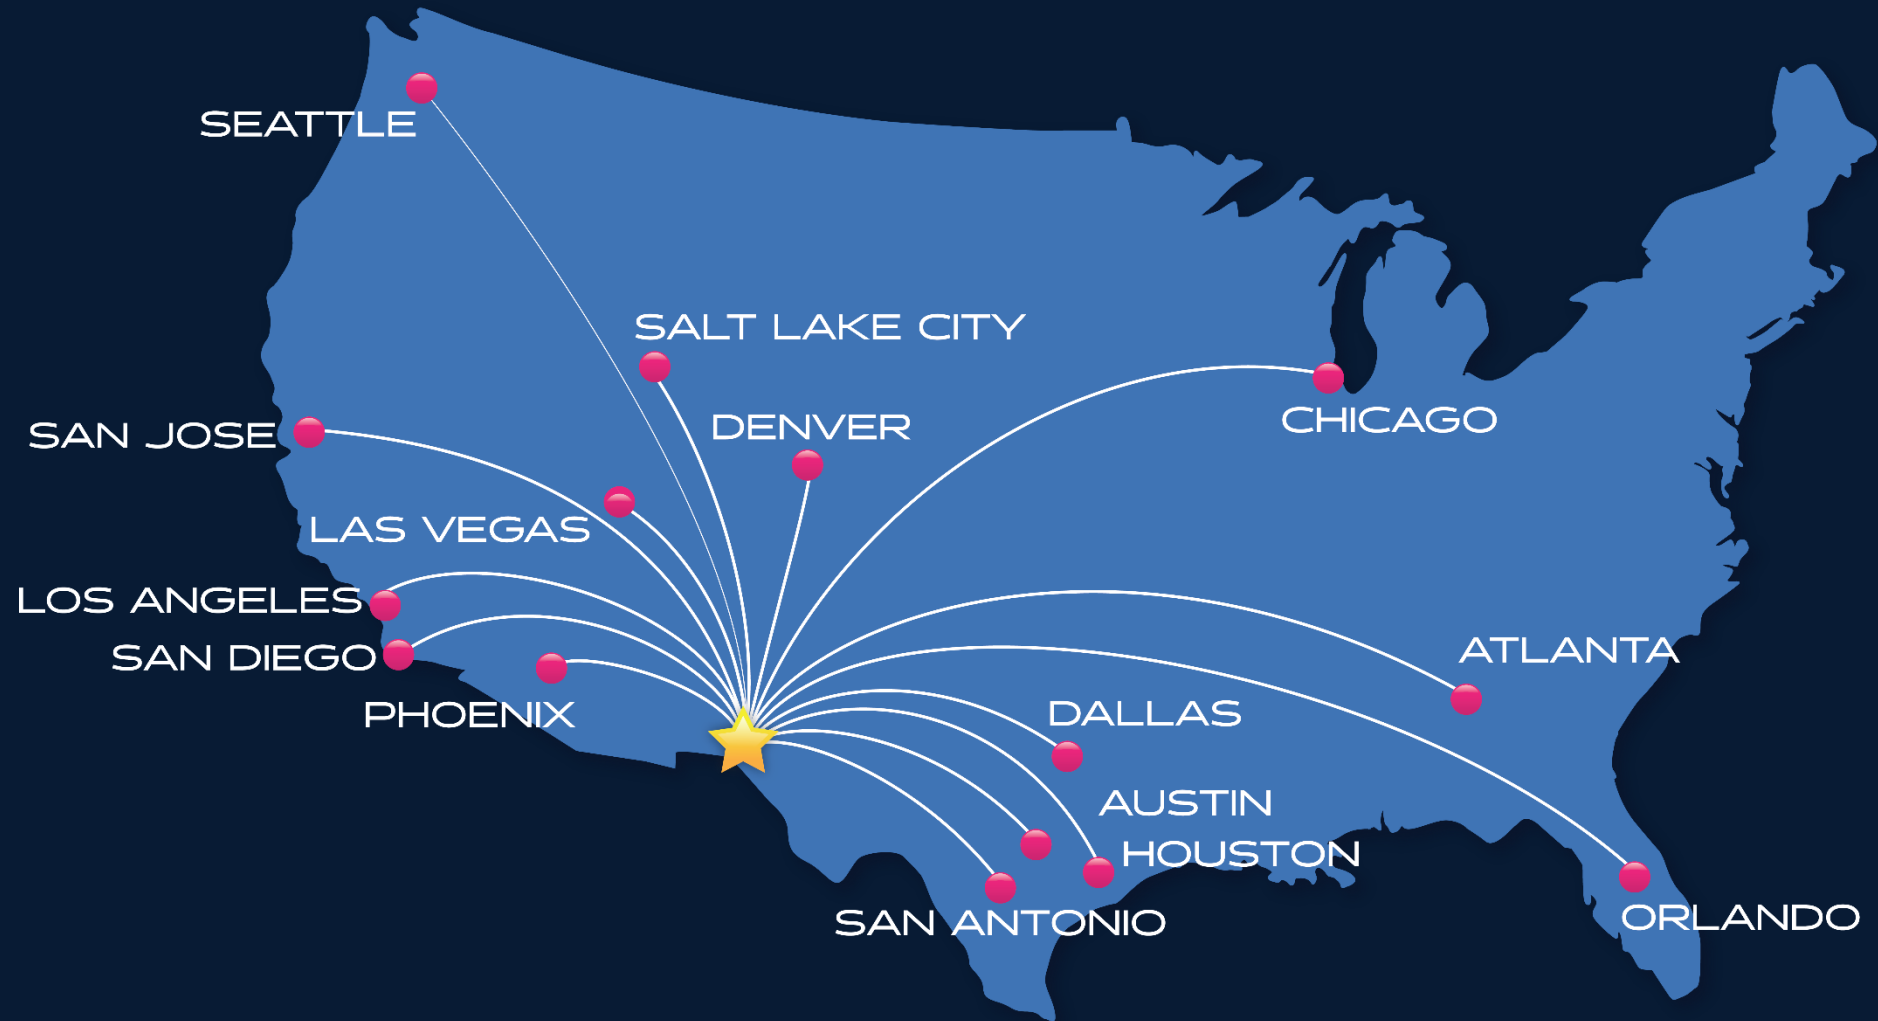 SEATTLE
SALT LAKE CITY
DENVER
CHICAGO
SAN JOSE
LAS VEGAS
LOS ANGELES
SAN DIEGO
PHOENIX
ATLANTA
DALLAS
AUSTIN
HOUSTON
SAN ANTONIO
ORLANDO